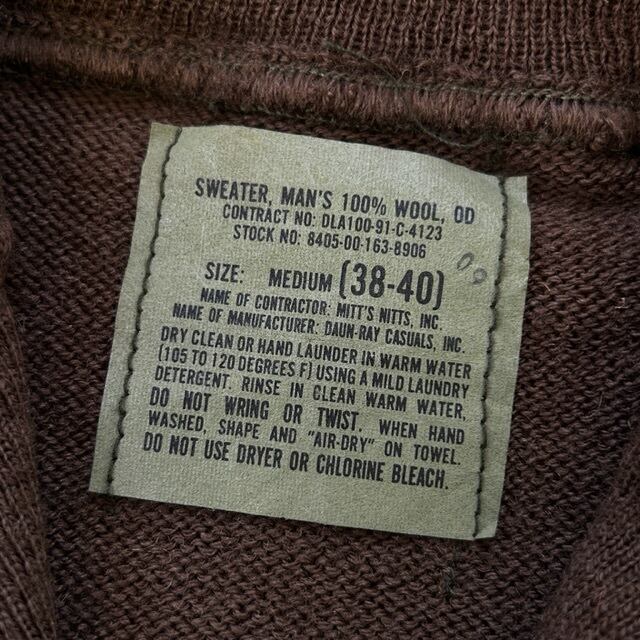 SWEATER, MAN'S 100% WOOL, OD
CONTRACT NO: DLA100-91-C-4123
STOCK NO: 8405-00-163-8906
SIZE: MEDIUM (38-40)
NAME OF CONTRACTOR: MITT'S NITTS, INC.
NAME OF MANUFACTURER: DAUN-RAY CASUALS, INC.
DRY CLEAN OR HAND LAUNDER IN WARM WATER
(105 TO 120 DEGREES F) USING A MILD LAUNDRY
DETERGENT. RINSE IN CLEAN WARM WATER.
DO NOT WRING OR TWIST. WHEN HAND
WASHED, SHAPE AND "AIR-DRY" ON TOWEL.
DO NOT USE DRYER OR CHLORINE BLEACH.